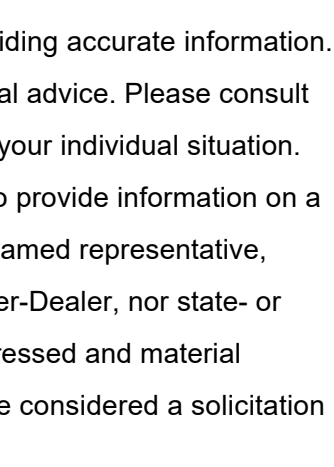 iding accurate information.
al advice. Please consult
your individual situation.
o provide information on a
amed representative,
er-Dealer, nor state- or
ressed and material
e considered a solicitation